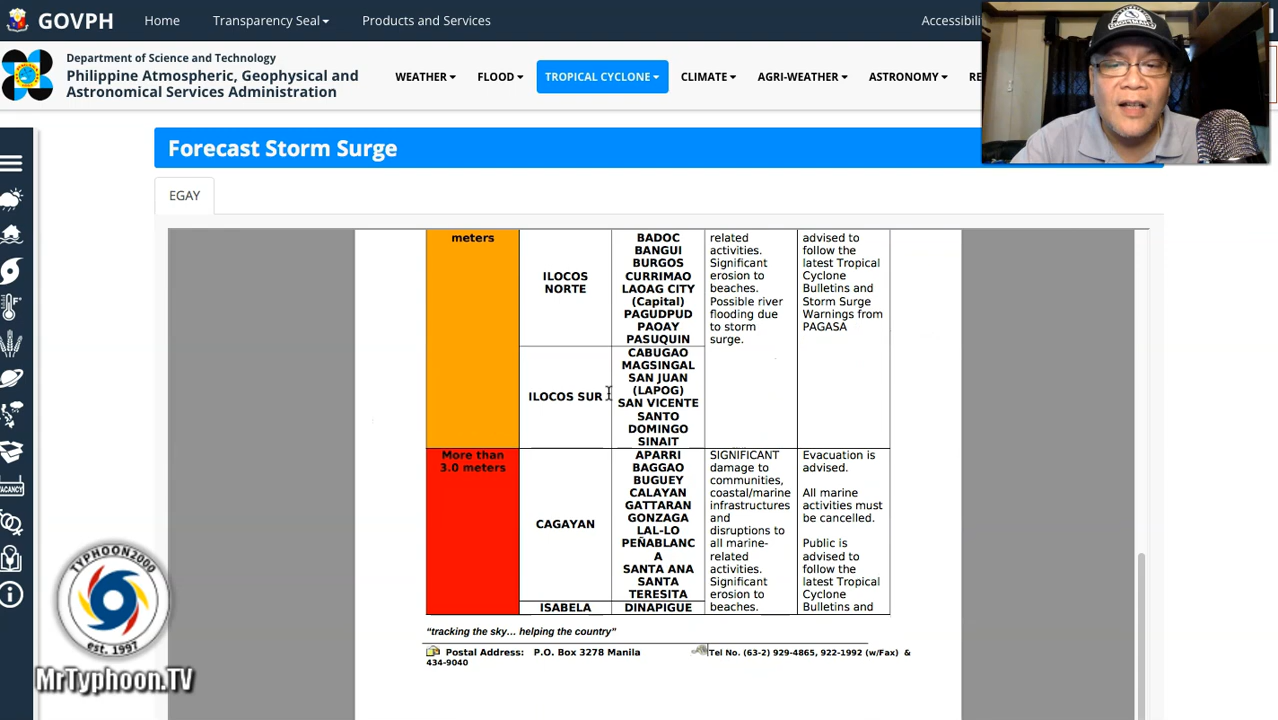 GOVPH
Home
Transparency Seal
Products and Services
Department of Science and Technology
Philippine Atmospheric, Geophysical and
Astronomical Services Administration
WEATHER
FLOOD
TROPICAL CYCLONE
CLIMATE
AGRI-WEATHER
ASTRONOMY
Forecast Storm Surge
EGAY
meters
ILOCOS
NORTE
BADOC
BANGUI
BURGOS
CURRIMAO
LAOAG CITY
(Capital)
PAGUDPUD
PAOAY
PASUQUIN
related
activities.
Significant
erosion to
beaches.
Possible river
flooding due
to storm
surge.
advised to
follow the
latest Tropical
Cyclone
Bulletins and
Storm Surge
Warnings from
PAGASA
ILOCOS SUR
CABUGAO
MAGSINGAL
SAN JUAN
(LAPOG)
SAN VICENTE
SANTO
DOMINGO
SINAIT
More than
3.0 meters
CAGAYAN
APARRI
BAGGAO
BUGUEY
CALAYAN
GATTARAN
GONZAGA
LAL-LO
PEÑABLANC
A
SANTA ANA
SANTA
TERESITA
SIGNIFICANT
damage to
communities,
coastal/marine
infrastructures
and
disruptions to
all marine-
related
activities.
Significant
erosion to
beaches.
Evacuation is
advised.
All marine
activities must
be cancelled.
Public is
advised to
follow the
latest Tropical
Cyclone
Bulletins and
ISABELA
DINAPIGUE
“tracking the sky... helping the country”
Postal Address: P.O. Box 3278 Manila
Tel No. (63-2) 929-4865, 922-1992 (w/Fax) &
434-9040
TYPHOON2000
est. 1997
MrTyphoon.TV